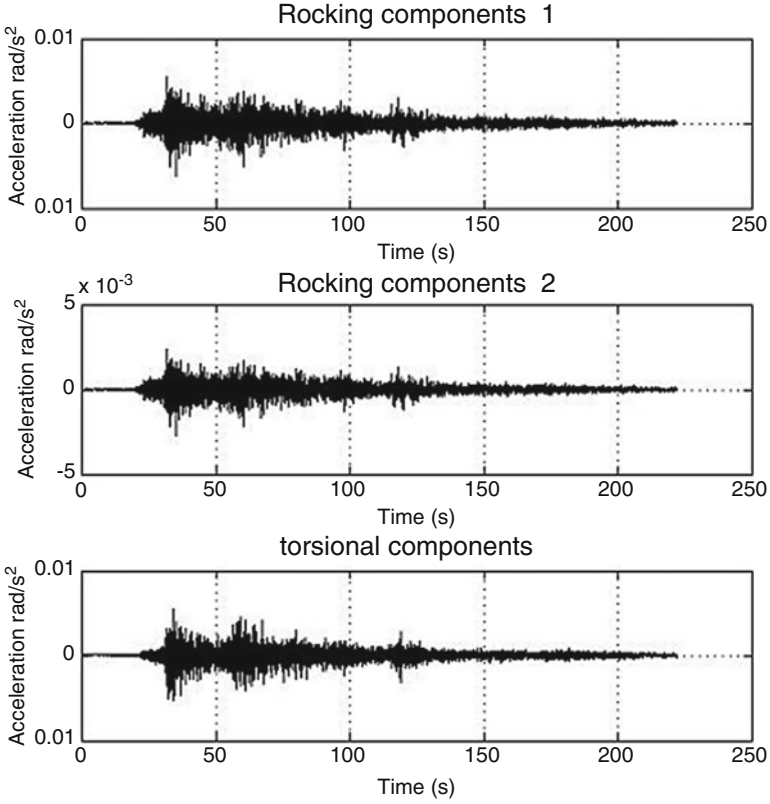 Rocking components 1
Acceleration rad/s²
0.01
0
0.01
0 50 100 150 200 250
Time (s)
Rocking components 2
x 10⁻³
Acceleration rad/s²
5
0
-5
0 50 100 150 200 250
Time (s)
torsional components
Acceleration rad/s²
0.01
0
0.01
0 50 100 150 200 250
Time (s)